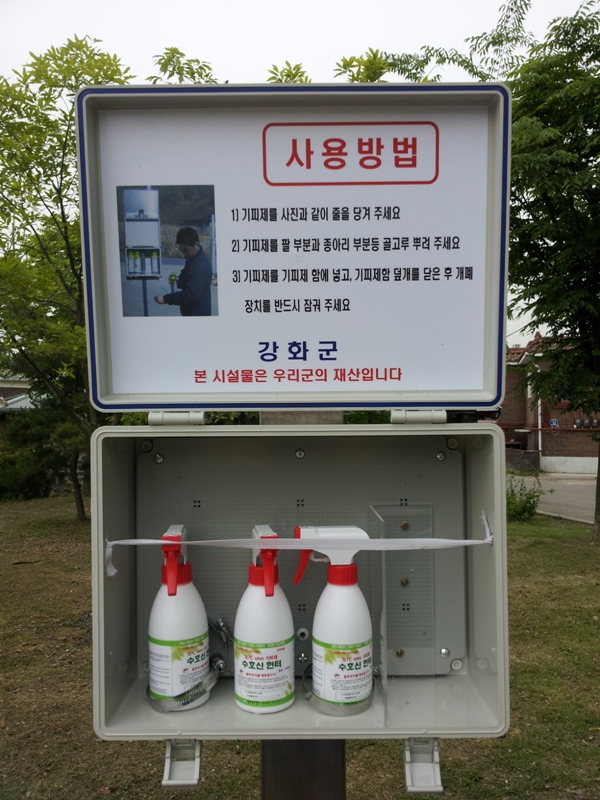 사용방법
1) 기피제를 사진과 같이 줄을 당겨 주세요
2) 기피제를 팔 부분과 종아리 부분등 골고루 뿌려 주세요
3) 기피제를 기피제 함에 넣고, 기피제함 덮개를 닫은 후 개폐
장치를 반드시 잠궈 주세요
강화군
본 시설물은 우리군의 재산입니다
수호신 헌터
수호신 헌터
수호신 헌터